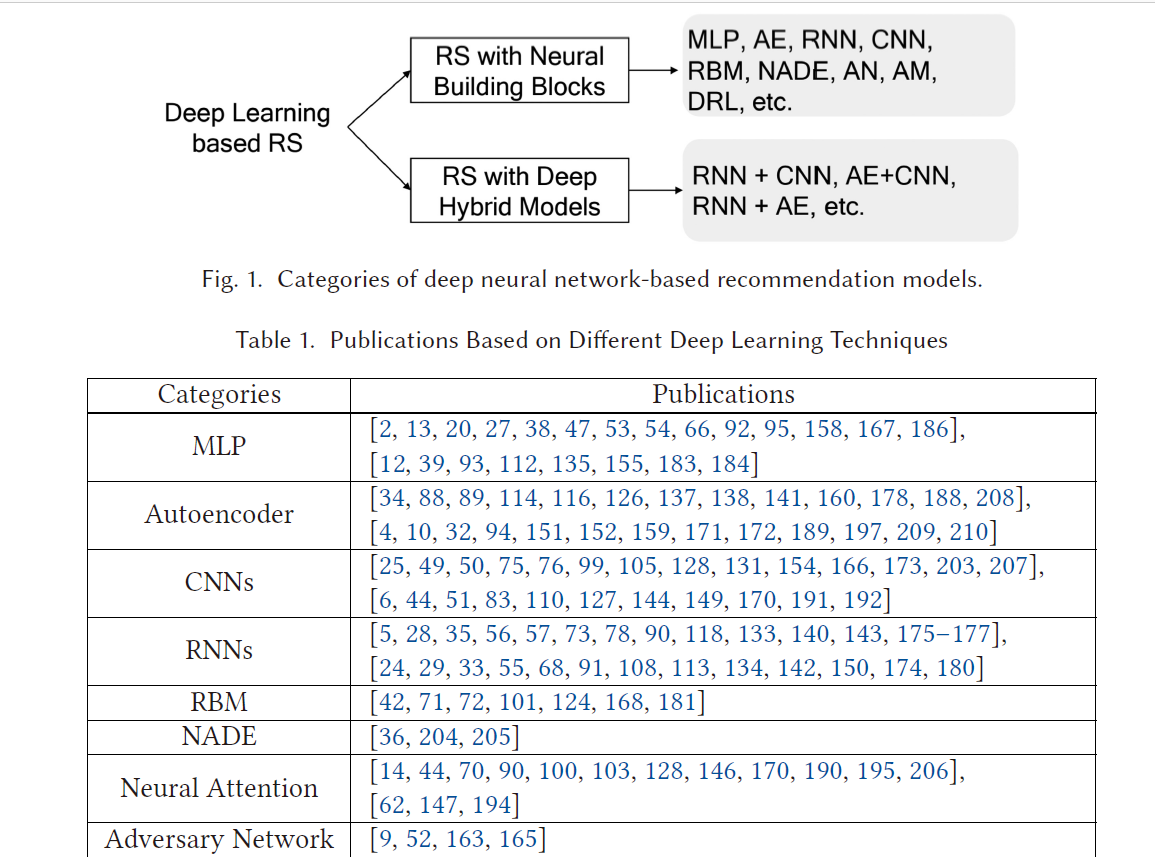 Deep Learning
based RS
RS with Neural
Building Blocks
MLP, AE, RNN, CNN,
RBM, NADE, AN, AM,
DRL, etc.
RS with Deep
Hybrid Models
RNN + CNN, AE+CNN,
RNN + AE, etc.
Fig. 1. Categories of deep neural network-based recommendation models.
Table 1. Publications Based on Different Deep Learning Techniques
Categories Publications
MLP [2, 13, 20, 27, 38, 47, 53, 54, 66, 92, 95, 158, 167, 186],
[12, 39, 93, 112, 135, 155, 183, 184]
Autoencoder [34, 88, 89, 114, 116, 126, 137, 138, 141, 160, 178, 188, 208],
[4, 10, 32, 94, 151, 152, 159, 171, 172, 189, 197, 209, 210]
CNNs [25, 49, 50, 75, 76, 99, 105, 128, 131, 154, 166, 173, 203, 207],
[6, 44, 51, 83, 110, 127, 144, 149, 170, 191, 192]
RNNs [5, 28, 35, 56, 57, 73, 78, 90, 118, 133, 140, 143, 175–177],
[24, 29, 33, 55, 68, 91, 108, 113, 134, 142, 150, 174, 180]
RBM [42, 71, 72, 101, 124, 168, 181]
NADE [36, 204, 205]
Neural Attention [14, 44, 70, 90, 100, 103, 128, 146, 170, 190, 195, 206],
[62, 147, 194]
Adversary Network [9, 52, 163, 165]